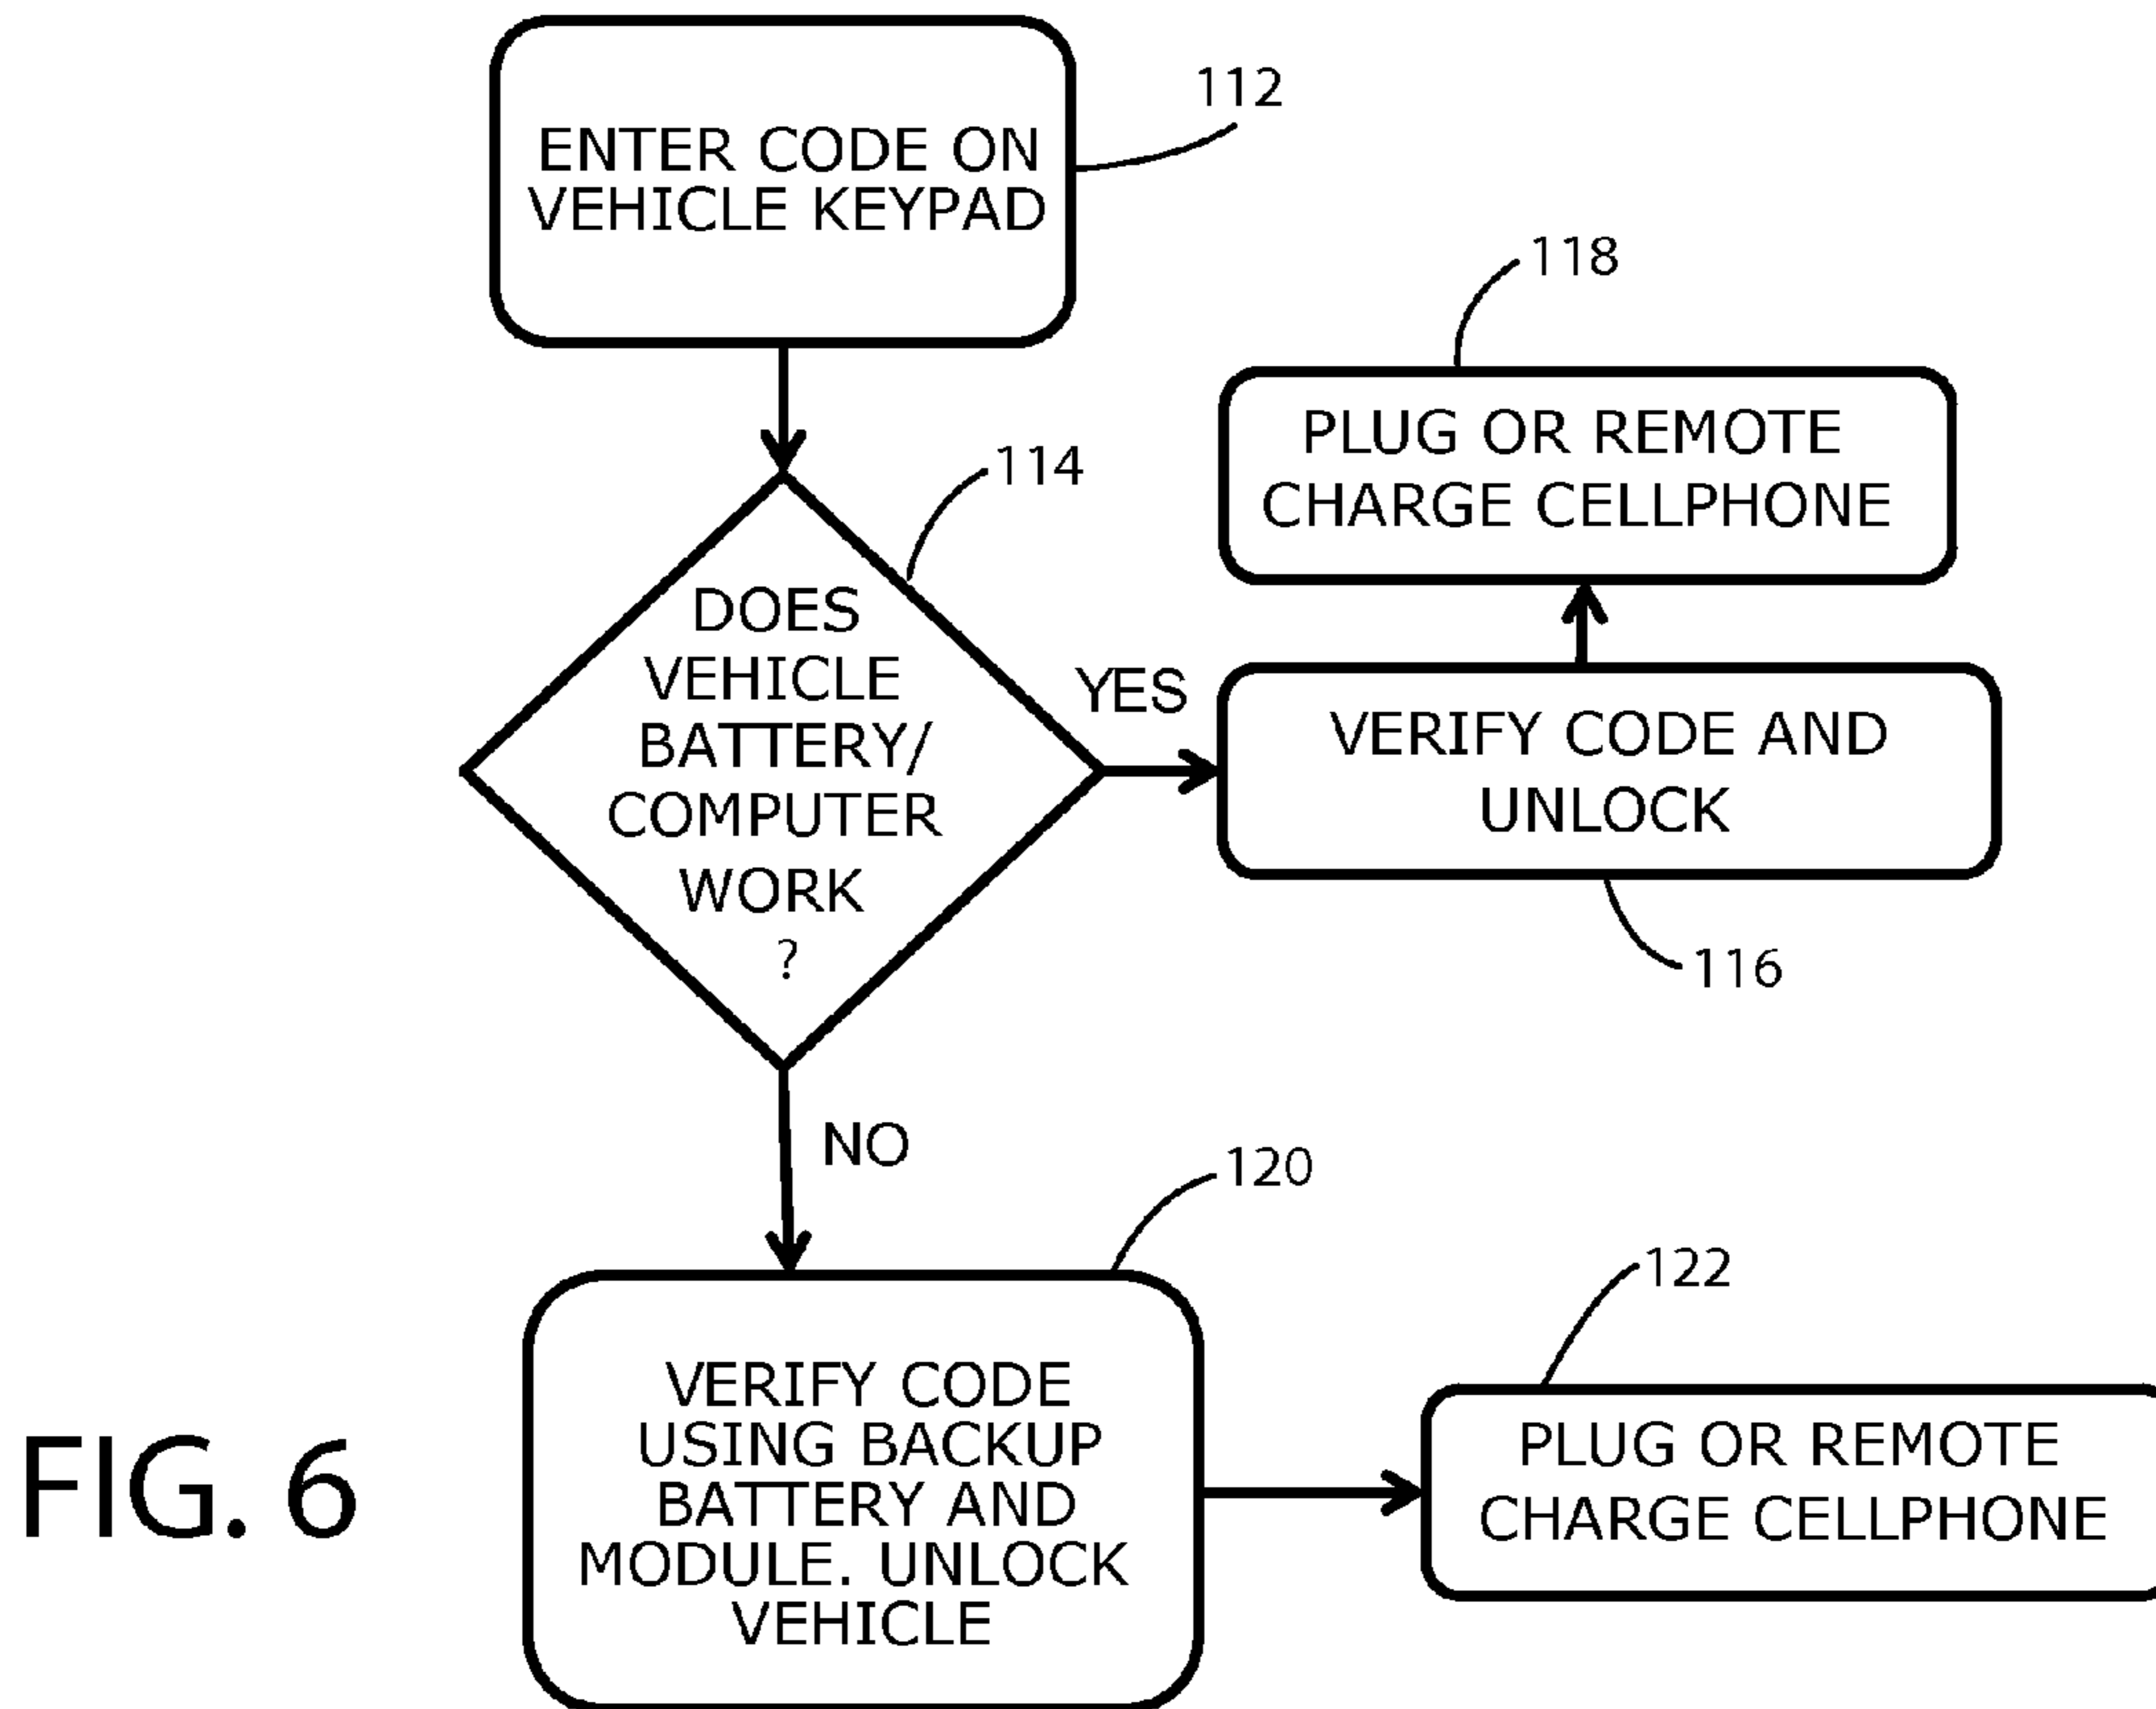 ENTER CODE ON
VEHICLE KEYPAD
112
118
PLUG OR REMOTE
CHARGE CELLPHONE
114
DOES
VEHICLE
BATTERY/
COMPUTER
WORK
?
YES
VERIFY CODE AND
UNLOCK
116
NO
120
VERIFY CODE
USING BACKUP
BATTERY AND
MODULE. UNLOCK
VEHICLE
122
PLUG OR REMOTE
CHARGE CELLPHONE
FIG. 6